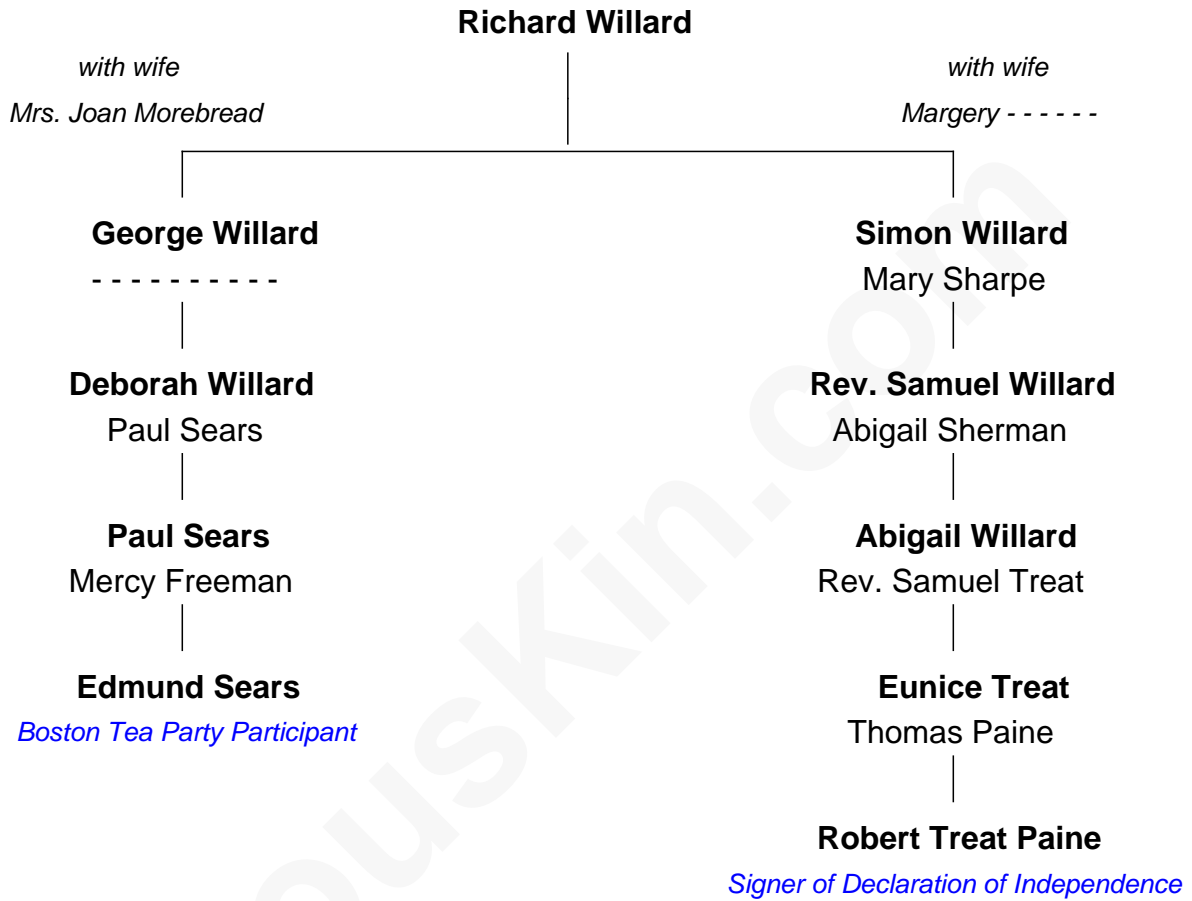 Richard Willard
with wife
Mrs. Joan Morebread
with wife
Margery - - - - - -
George Willard
- - - - - - - - - -
Simon Willard
Mary Sharpe
Deborah Willard
Paul Sears
Rev. Samuel Willard
Abigail Sherman
Paul Sears
Mercy Freeman
Abigail Willard
Rev. Samuel Treat
Edmund Sears
Boston Tea Party Participant
Eunice Treat
Thomas Paine
Robert Treat Paine
Signer of Declaration of Independence
ousKin.com